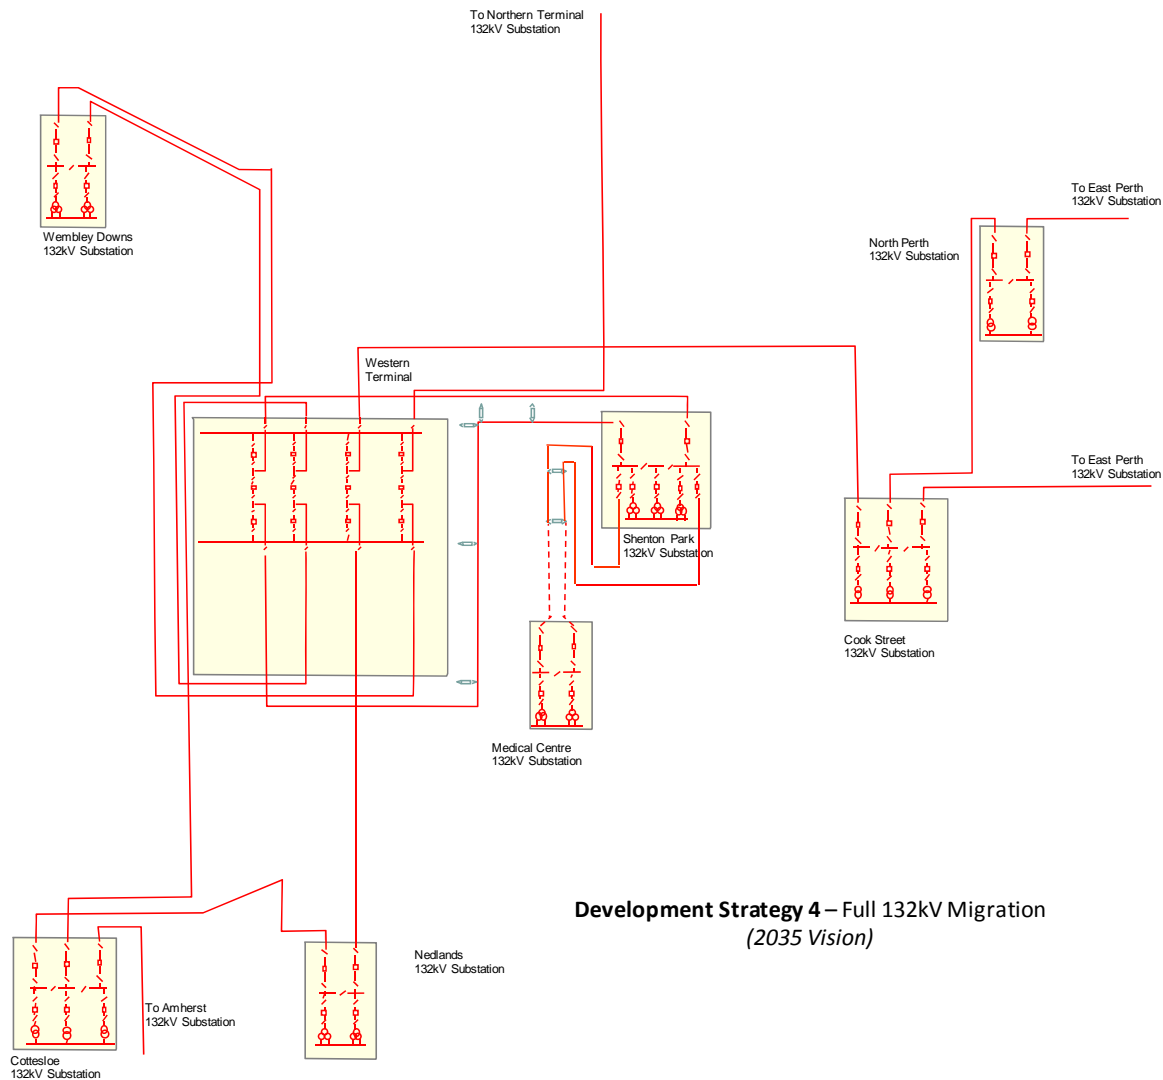 To Northern Terminal
132kV Substation
Wembley Downs
132kV Substation
To East Perth
132kV Substation
North Perth
132kV Substation
Western
Terminal
To East Perth
132kV Substation
Shenton Park
132kV Substation
Cook Street
132kV Substation
Medical Centre
132kV Substation
Development Strategy 4 – Full 132kV Migration
(2035 Vision)
Nedlands
132kV Substation
To Amherst
132kV Substation
Cottesloe
132kV Substation